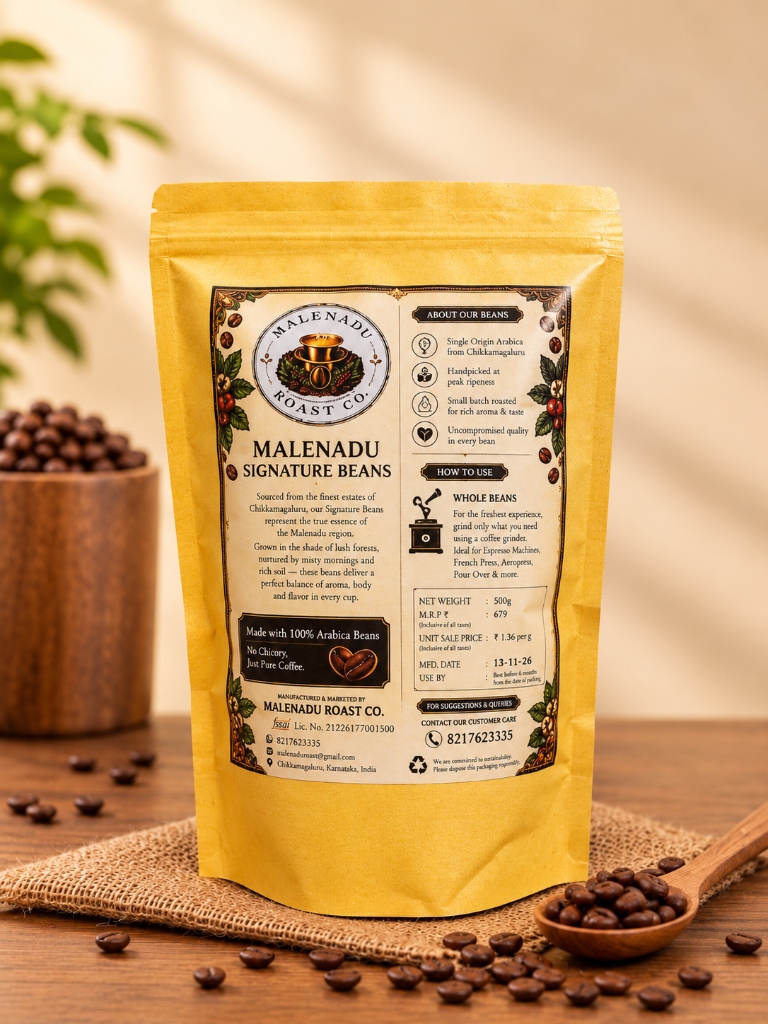 MALENADU
ROAST CO.
MALENADU
SIGNATURE BEANS
Sourced from the finest estates of
Chikkamagaluru, our Signature Beans
represent the true essence of
the Malenadu region.
Grown in the shade of lush forests,
nurtured by misty mornings and
rich soil — these beans deliver a
perfect balance of aroma, body
and flavor in every cup.
Made with 100% Arabica Beans
No Chicory,
Just Pure Coffee.
MANUFACTURED & MARKETED BY
MALENADU ROAST CO.
fssai Lic. No. 21226177001500
8217623335
malenaduroast@gmail.com
Chikkamagaluru, Karnataka, India
ABOUT OUR BEANS
Single Origin Arabica
from Chikkamagaluru
Handpicked at
peak ripeness
Small batch roasted
for rich aroma & taste
Uncompromised quality
in every bean
HOW TO USE
WHOLE BEANS
For the freshest experience,
grind only what you need
using a coffee grinder.
Ideal for Espresso Machines,
French Press, Aeropress,
Pour Over & more.
NET WEIGHT : 500g
M.R.P ₹ : 679
(Inclusive of all taxes)
UNIT SALE PRICE : ₹ 1.36 per g
(Inclusive of all taxes)
MFD. DATE : 13-11-26
USE BY : Best before 6 months
from the date of packing
FOR SUGGESTIONS & QUERIES
CONTACT OUR CUSTOMER CARE
8217623335
We are committed to sustainability.
Please dispose this packaging responsibly.